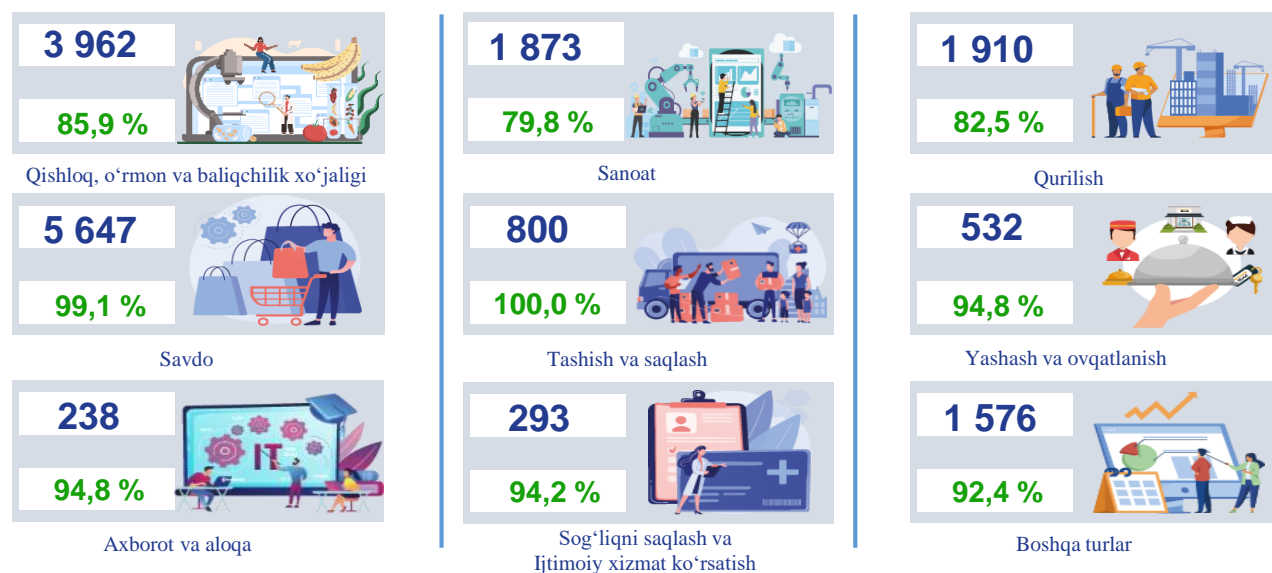 3 962
85,9 %
Qishloq, o‘rmon va baliqchilik xo‘jaligi
1 873
79,8 %
Sanoat
1 910
82,5 %
Qurilish
5 647
99,1 %
Savdo
800
100,0 %
Tashish va saqlash
532
94,8 %
Yashash va ovqatlanish
238
94,8 %
IT
Axborot va aloqa
293
94,2 %
Sog‘liqni saqlash va
Ijtimoiy xizmat ko‘rsatish
1 576
92,4 %
Boshqa turlar